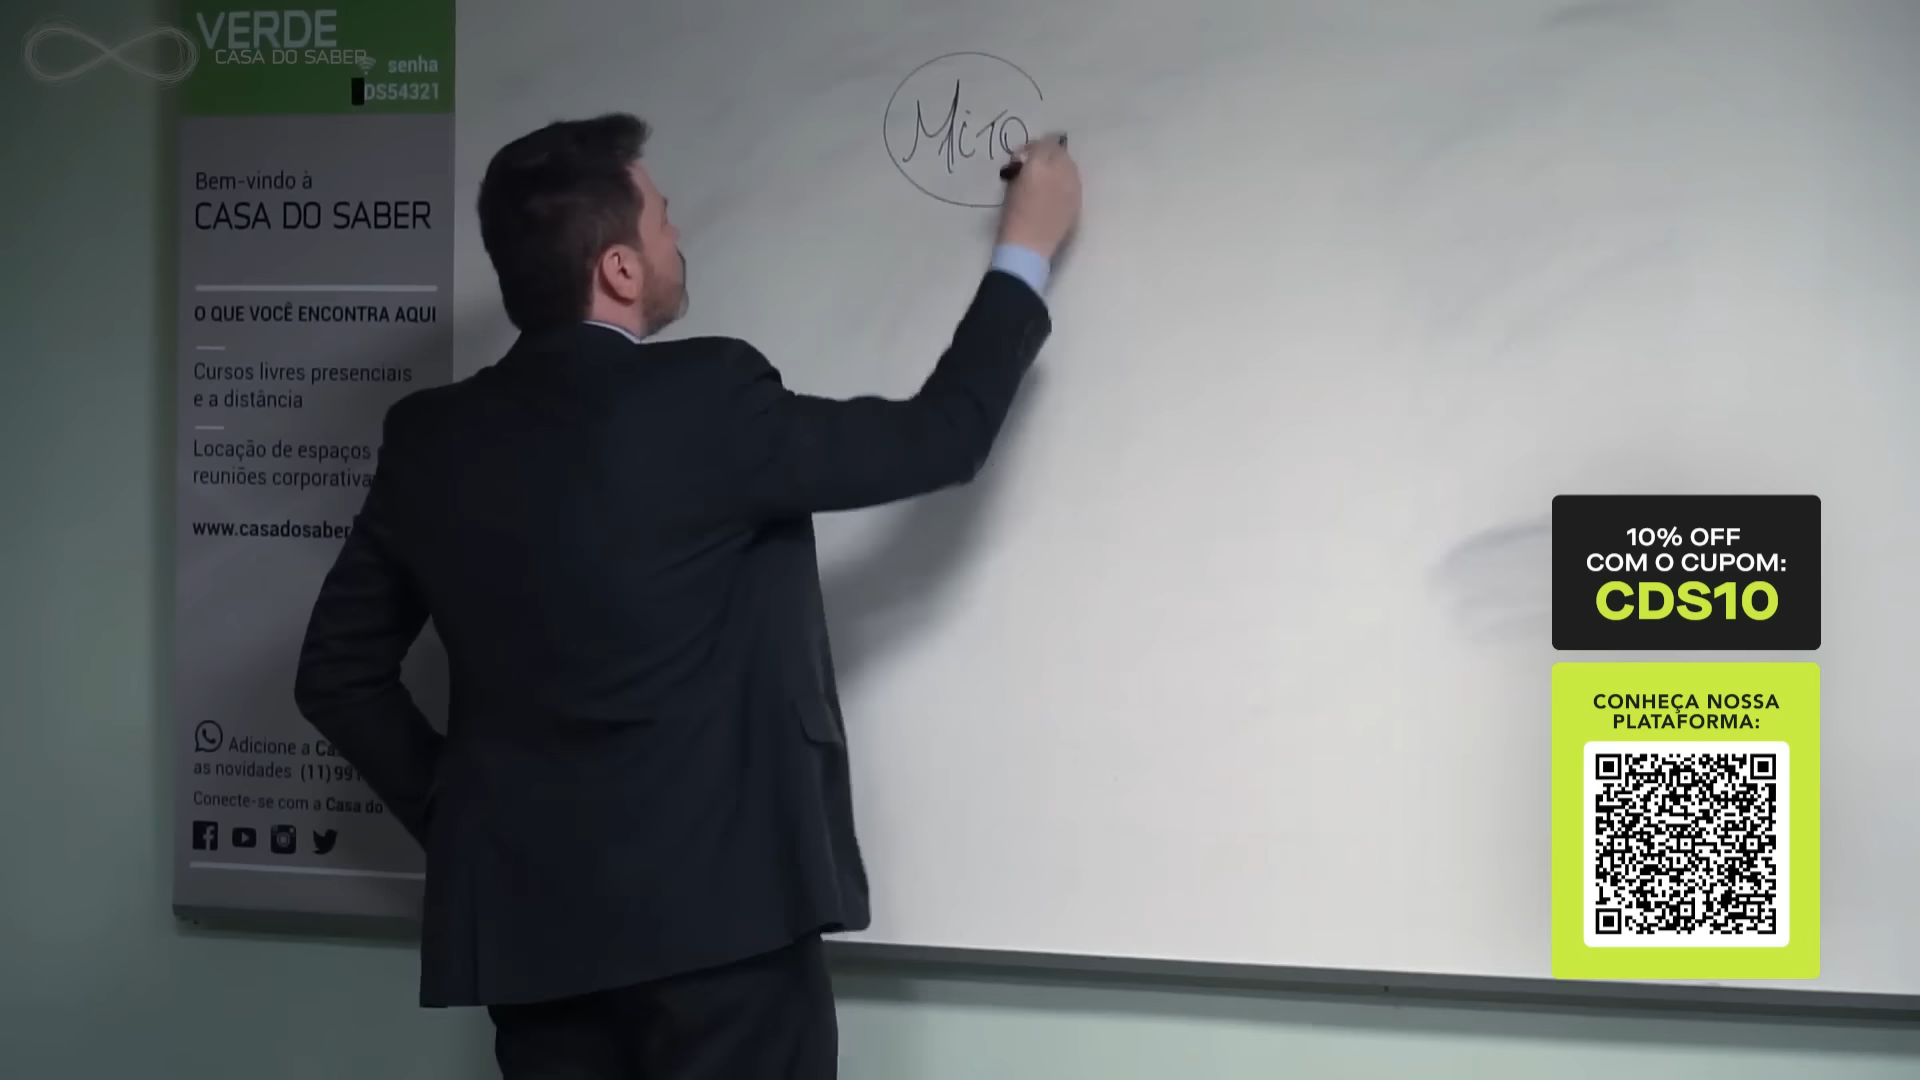 VERDE
CASA DO SABER
senha
DS54321
Bem-vindo à
CASA DO SABER
O QUE VOCÊ ENCONTRA AQUI
Cursos livres presenciais
e a distância
Locação de espaços
reuniões corporativa
www.casadosaber
Adicione a Ca
as novidades (11) 991
Conecte-se com a Casa do
MiTO
10% OFF
COM O CUPOM:
CDS10
CONHEÇA NOSSA
PLATAFORMA: